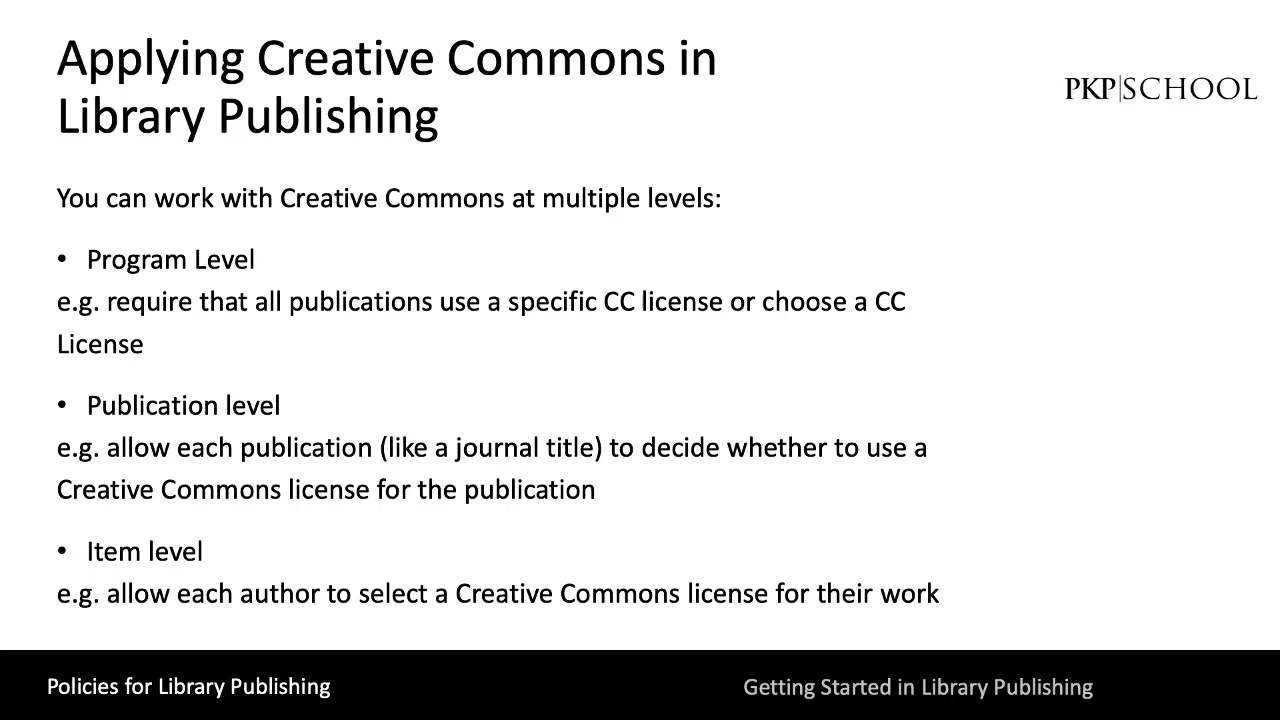 Applying Creative Commons in
Library Publishing
PKP|SCHOOL
You can work with Creative Commons at multiple levels:
• Program Level
e.g. require that all publications use a specific CC license or choose a CC
License
• Publication level
e.g. allow each publication (like a journal title) to decide whether to use a
Creative Commons license for the publication
• Item level
e.g. allow each author to select a Creative Commons license for their work
Policies for Library Publishing
Getting Started in Library Publishing